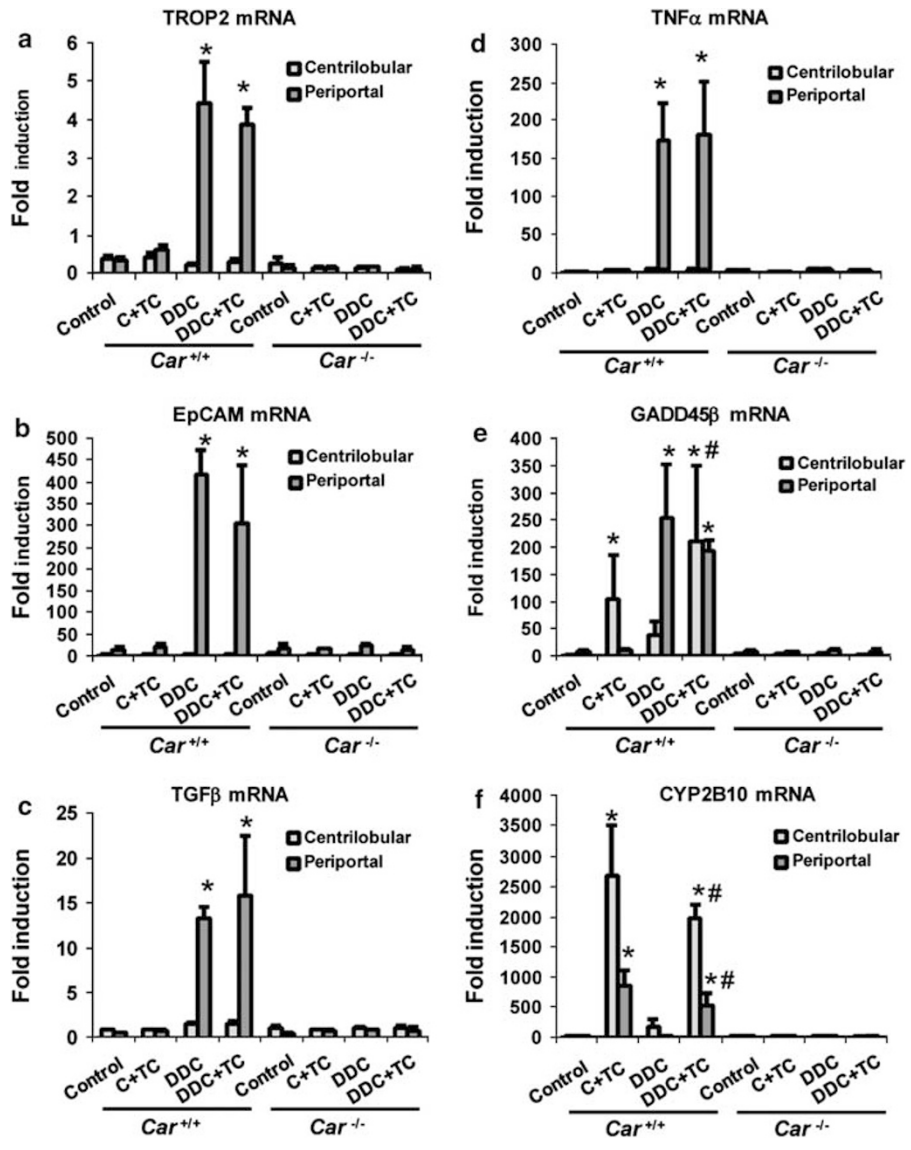 a
TROP2 mRNA
Fold induction
6
5
4
3
2
1
0
*
*
Centrilobular
Periportal
Control
C+TC
DDC
DDC+TC
Control
C+TC
DDC
DDC+TC
Car +/+
Car -/-
d
TNFα mRNA
Fold induction
300
250
200
150
100
50
0
*
*
Centrilobular
Periportal
Control
C+TC
DDC
DDC+TC
Control
C+TC
DDC
DDC+TC
Car +/+
Car -/-
b
EpCAM mRNA
Fold induction
500
450
400
350
300
250
200
150
100
50
0
*
*
Centrilobular
Periportal
Control
C+TC
DDC
DDC+TC
Control
C+TC
DDC
DDC+TC
Car +/+
Car -/-
e
GADD45β mRNA
Fold induction
400
350
300
250
200
150
100
50
0
*
*
* #
*
Centrilobular
Periportal
Control
C+TC
DDC
DDC+TC
Control
C+TC
DDC
DDC+TC
Car +/+
Car -/-
c
TGFβ mRNA
Fold induction
25
20
15
10
5
0
*
*
Centrilobular
Periportal
Control
C+TC
DDC
DDC+TC
Control
C+TC
DDC
DDC+TC
Car +/+
Car -/-
f
CYP2B10 mRNA
Fold induction
4000
3500
3000
2500
2000
1500
1000
500
0
*
*
*#
*#
Centrilobular
Periportal
Control
C+TC
DDC
DDC+TC
Control
C+TC
DDC
DDC+TC
Car +/+
Car -/-